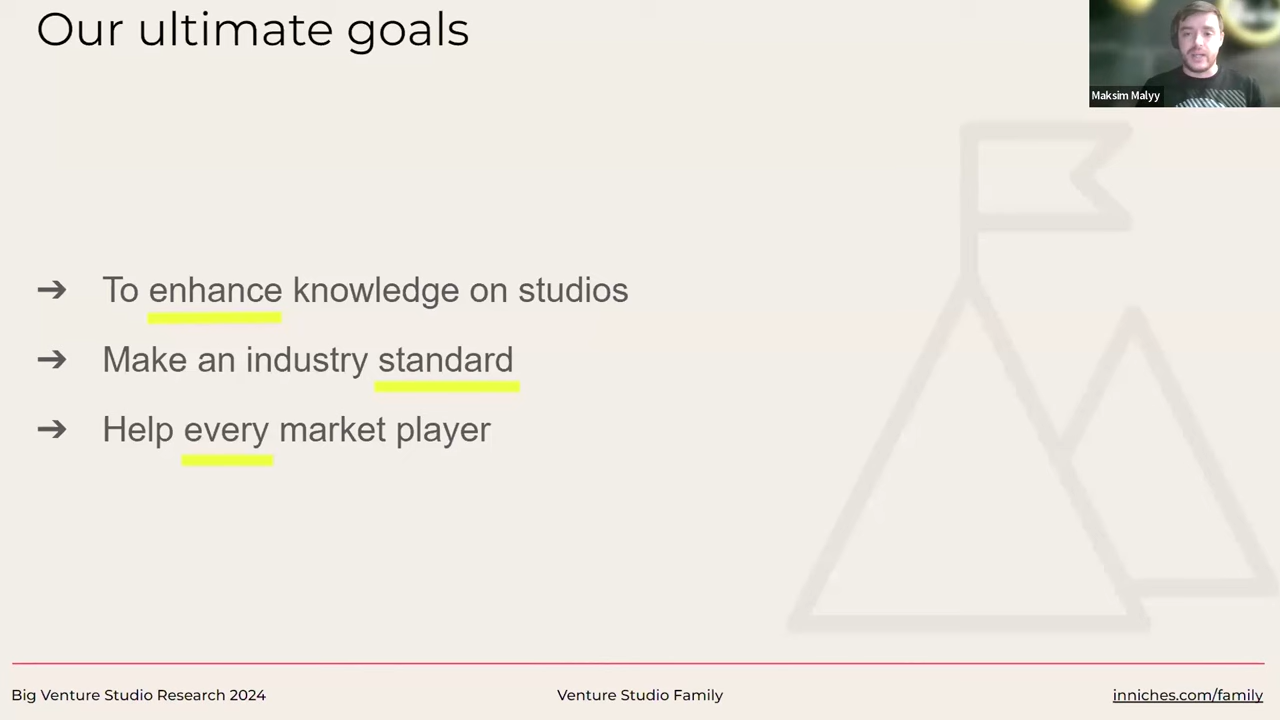 Our ultimate goals
Maksim Malyy
➔ To enhance knowledge on studios
➔ Make an industry standard
➔ Help every market player
Big Venture Studio Research 2024
Venture Studio Family
inniches.com/family